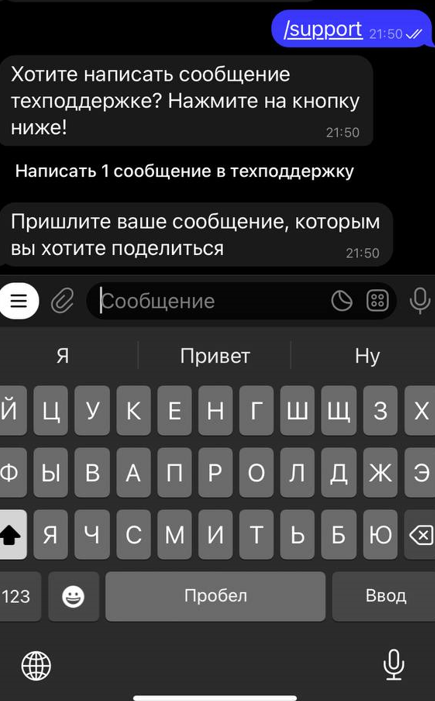 /support 21:50
Хотите написать сообщение
техподдержке? Нажмите на кнопку
ниже! 21:50
Написать 1 сообщение в техподдержку
Пришлите ваше сообщение, которым
вы хотите поделиться 21:50
Сообщение
Я Привет Ну
Й Ц У К Е Н Г Ш Щ З Х
Ф Ы В А П Р О Л Д Ж Э
Я Ч С М И Т Ь Б Ю
123 Пробел Ввод